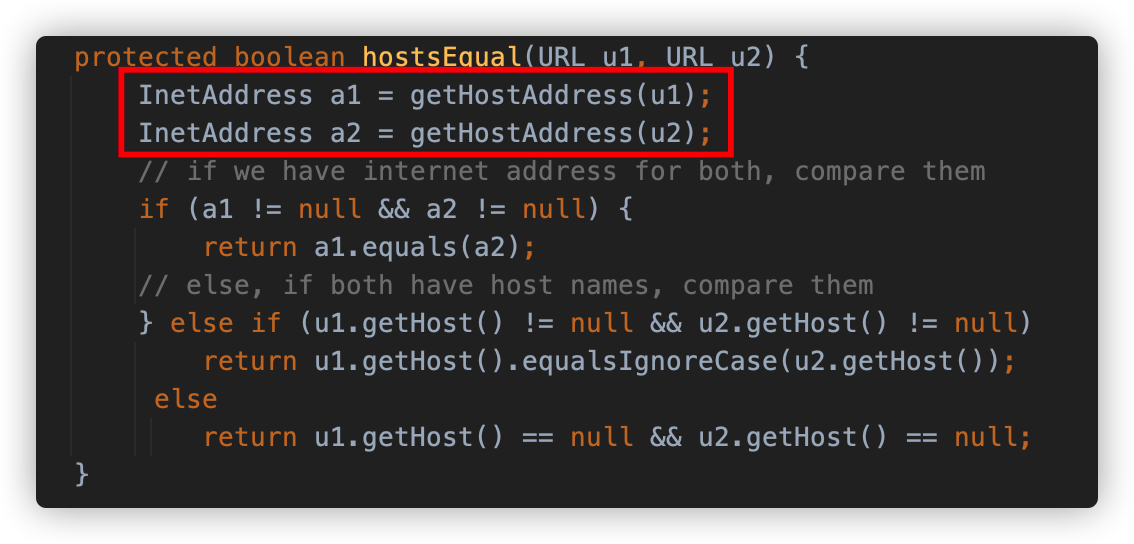 protected boolean hostsEqual(URL u1, URL u2) {
InetAddress a1 = getHostAddress(u1);
InetAddress a2 = getHostAddress(u2);
// if we have internet address for both, compare them
if (a1 != null && a2 != null) {
return a1.equals(a2);
// else, if both have host names, compare them
} else if (u1.getHost() != null && u2.getHost() != null)
return u1.getHost().equalsIgnoreCase(u2.getHost());
else
return u1.getHost() == null && u2.getHost() == null;
}